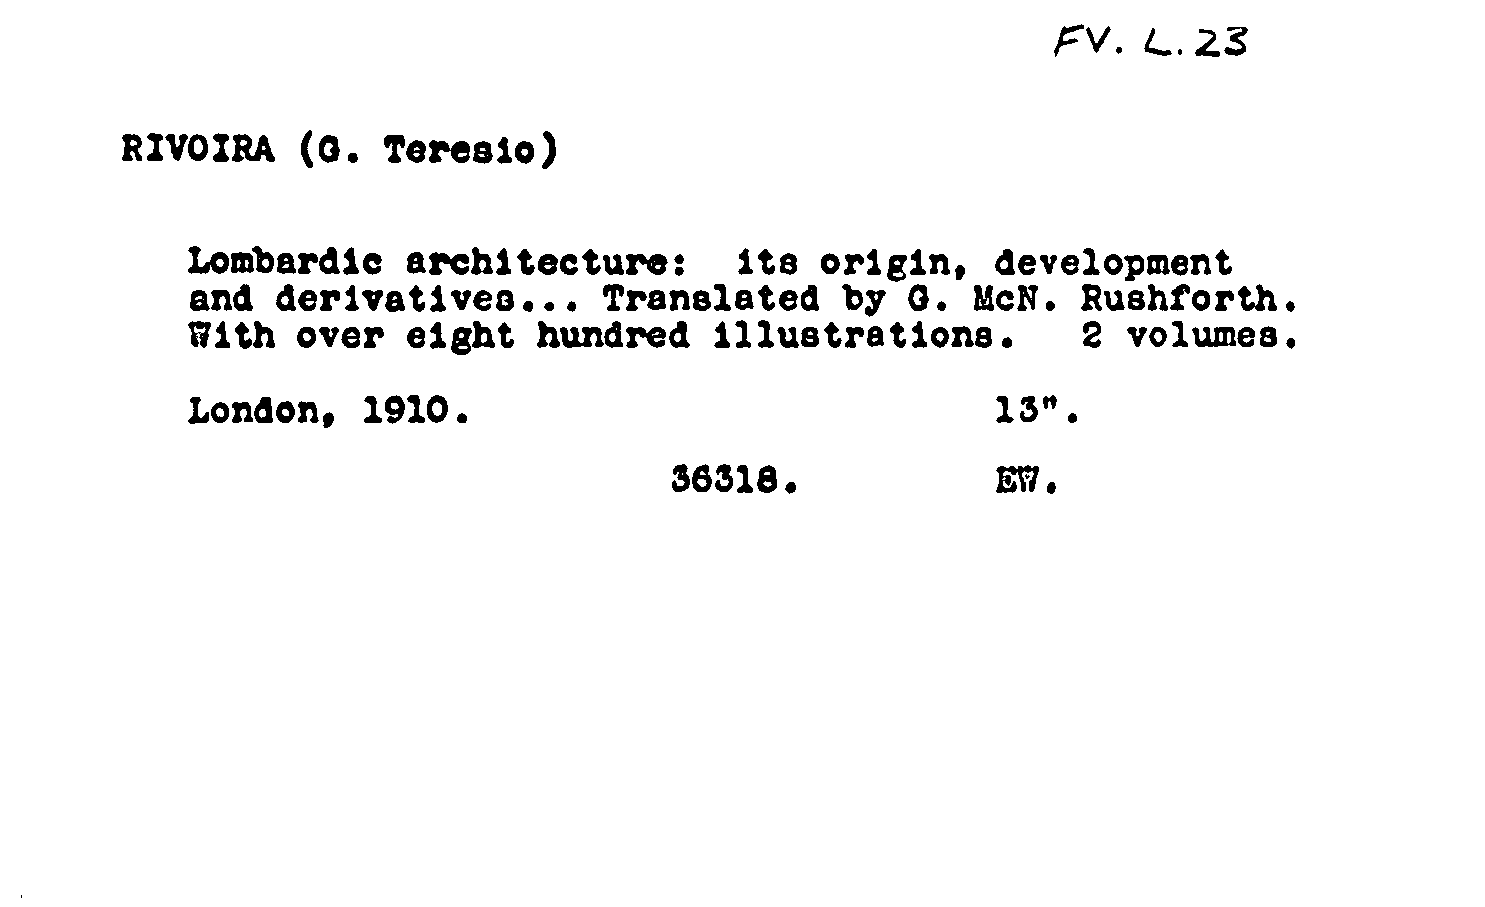 FV. L. 23
RIVOIRA (G. Teresio)
Lombardic architecture: its origin, development
and derivatives... Translated by G. McN. Rushforth.
With over eight hundred illustrations. 2 volumes.
London, 1910. 13".
36318. EW.